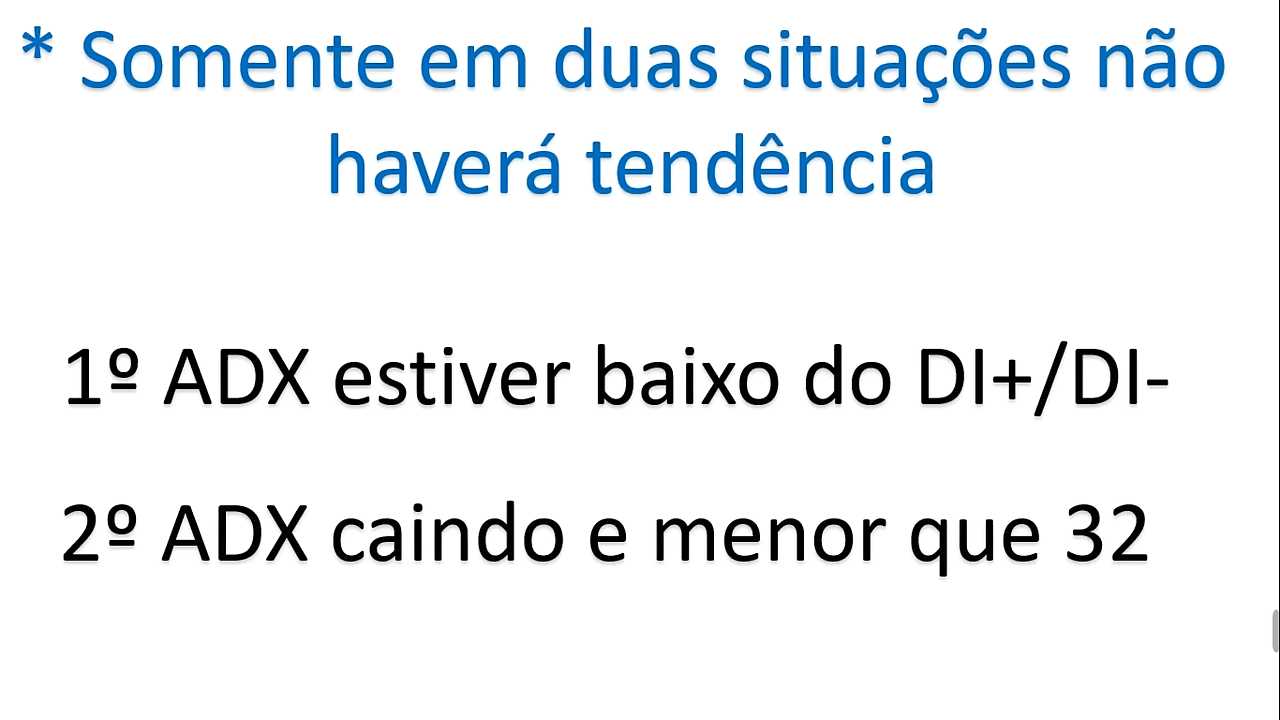 * Somente em duas situações não
haverá tendência
1º ADX estiver baixo do DI+/DI-
2º ADX caindo e menor que 32